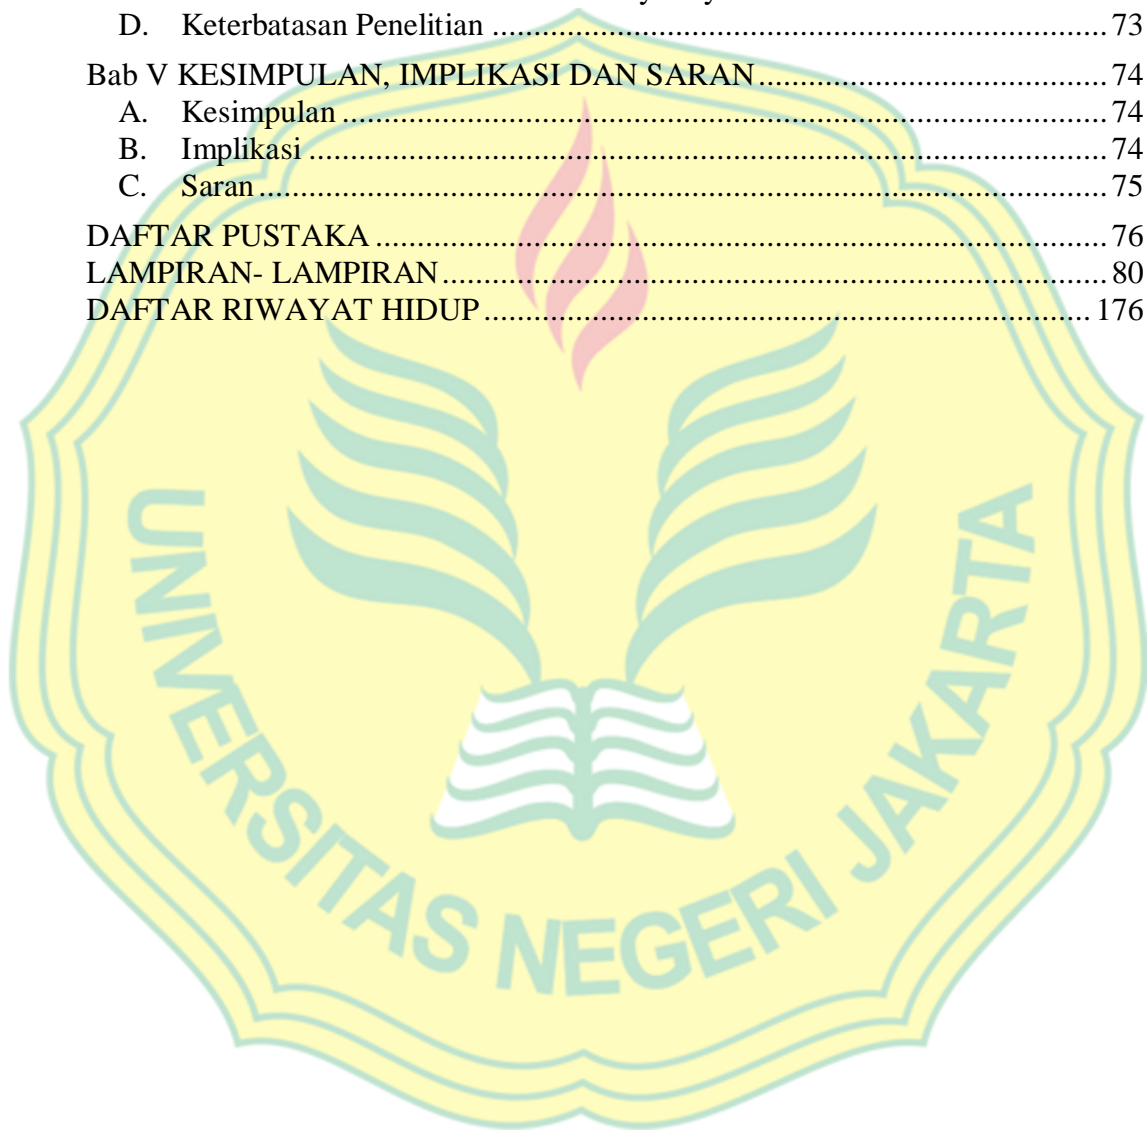 D. Keterbatasan Penelitian ............................................................................. 73
Bab V KESIMPULAN, IMPLIKASI DAN SARAN ........................................... 74
A. Kesimpulan ............................................................................................... 74
B. Implikasi .................................................................................................... 74
C. Saran .......................................................................................................... 75
DAFTAR PUSTAKA ........................................................................................... 76
LAMPIRAN- LAMPIRAN ................................................................................... 80
DAFTAR RIWAYAT HIDUP ............................................................................ 176
UNIVERSITAS NEGERI JAKARTA